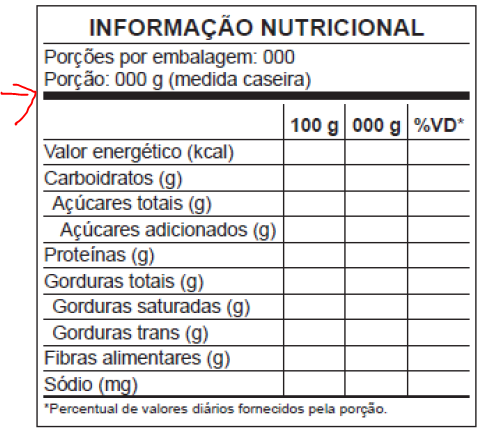 INFORMAÇÃO NUTRICIONAL
Porções por embalagem: 000
Porção: 000 g (medida caseira)
100 g 000 g %VD*
Valor energético (kcal)
Carboidratos (g)
Açúcares totais (g)
Açúcares adicionados (g)
Proteínas (g)
Gorduras totais (g)
Gorduras saturadas (g)
Gorduras trans (g)
Fibras alimentares (g)
Sódio (mg)
*Percentual de valores diários fornecidos pela porção.